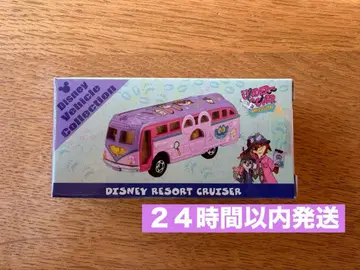 Disney
Vehicle
Collection
DISNEY RESORT CRUISER
２４時間以内発送